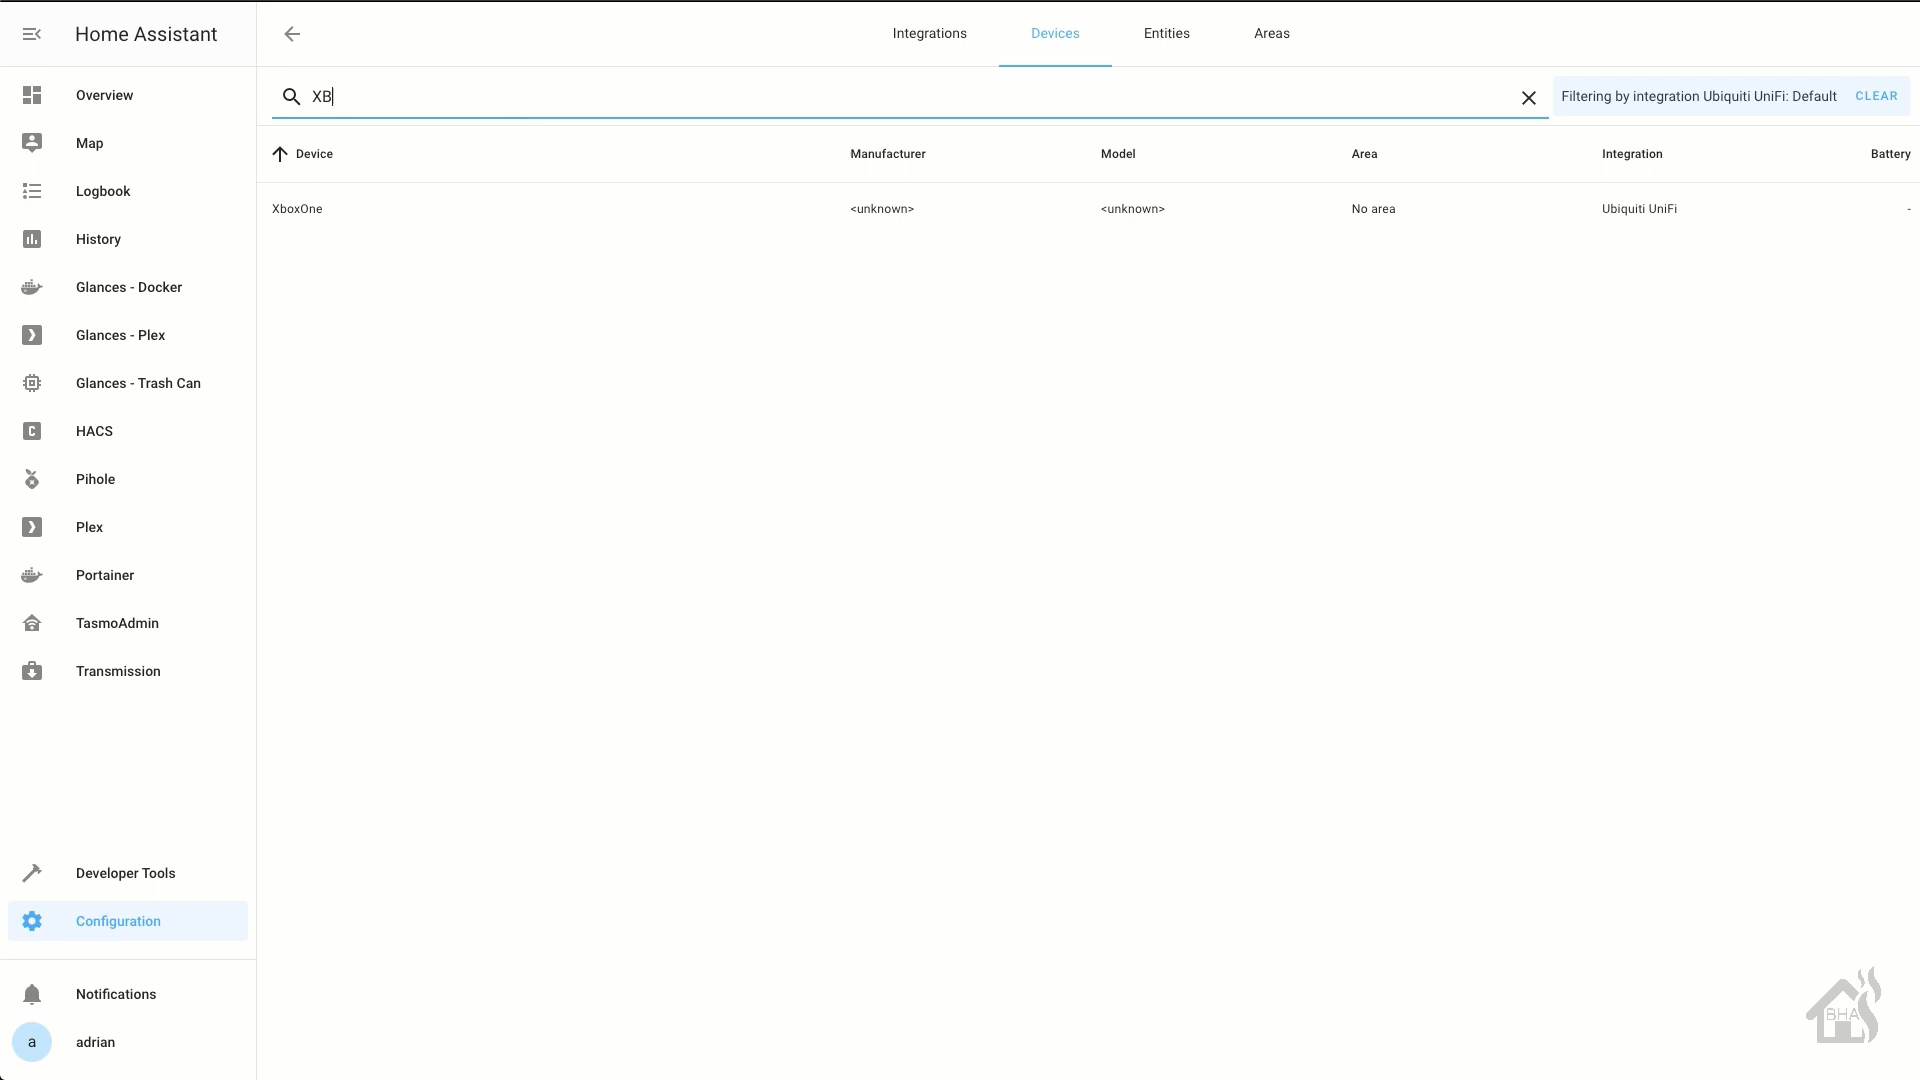 Home Assistant
Integrations Devices Entities Areas
XB
Filtering by integration Ubiquiti UniFi: Default CLEAR
Device Manufacturer Model Area Integration Battery
XboxOne <unknown> <unknown> No area Ubiquiti UniFi -
Overview
Map
Logbook
History
Glances - Docker
Glances - Plex
Glances - Trash Can
HACS
Pihole
Plex
Portainer
TasmoAdmin
Transmission
Developer Tools
Configuration
Notifications
a adrian
BHA